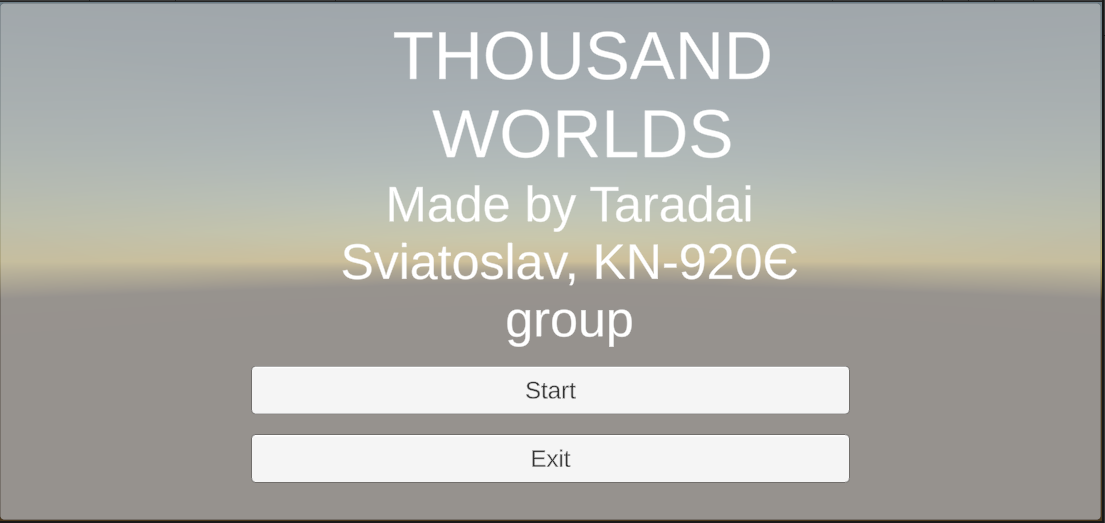 THOUSAND
WORLDS
Made by Taradai
Sviatoslav, KN-920Є
group
Start
Exit